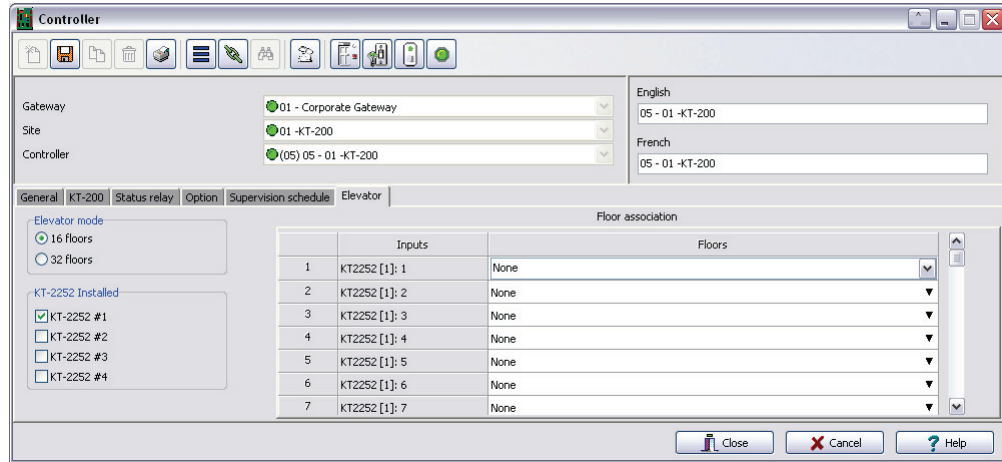 Controller
Gateway
01 - Corporate Gateway
Site
01 -KT-200
Controller
(05) 05 - 01 -KT-200
English
05 - 01 -KT-200
French
05 - 01 -KT-200
General KT-200 Status relay Option Supervision schedule Elevator
Elevator mode
16 floors
32 floors
KT-2252 Installed
KT-2252 #1
KT-2252 #2
KT-2252 #3
KT-2252 #4
Floor association
Inputs Floors
1 KT2252 [1]: 1 None
2 KT2252 [1]: 2 None
3 KT2252 [1]: 3 None
4 KT2252 [1]: 4 None
5 KT2252 [1]: 5 None
6 KT2252 [1]: 6 None
7 KT2252 [1]: 7 None
Close Cancel Help